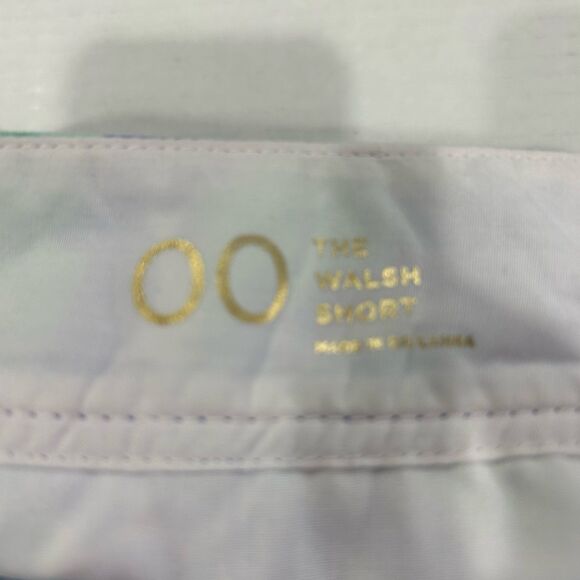 00
THE
WALSH
SHORT
MADE IN SRI LANKA